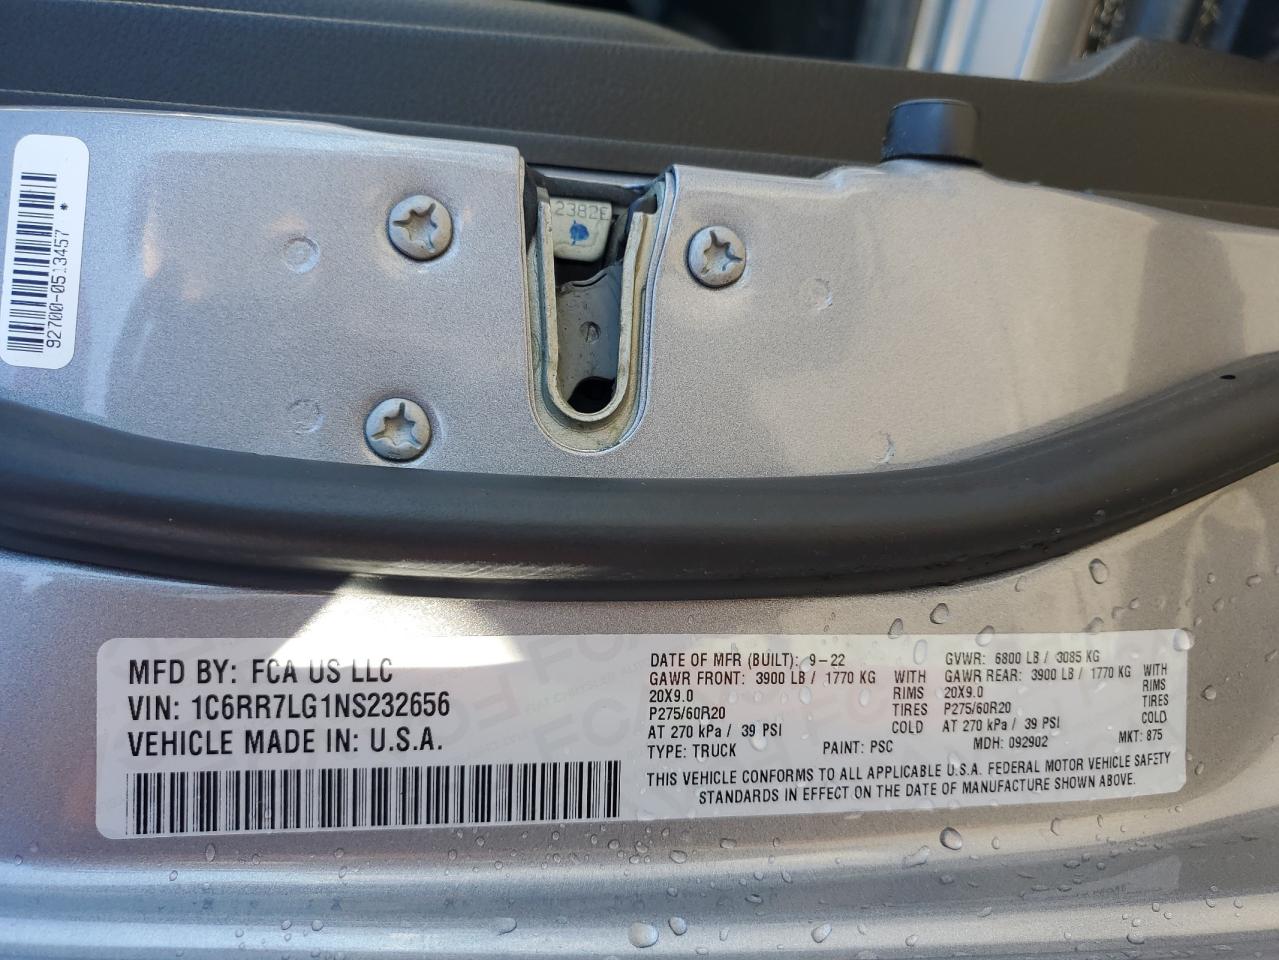 92700-0513457 *
2382E
MFD BY: FCA US LLC
VIN: 1C6RR7LG1NS232656
VEHICLE MADE IN: U.S.A.
DATE OF MFR (BUILT): 9-22
GAWR FRONT: 3900 LB / 1770 KG WITH
20X9.0 RIMS
P275/60R20 TIRES
AT 270 kPa / 39 PSI COLD
TYPE: TRUCK PAINT: PSC
GVWR: 6800 LB / 3085 KG
GAWR REAR: 3900 LB / 1770 KG WITH
20X9.0 RIMS
P275/60R20 TIRES
AT 270 kPa / 39 PSI COLD
MDH: 092902 MKT: 875
THIS VEHICLE CONFORMS TO ALL APPLICABLE U.S.A. FEDERAL MOTOR VEHICLE SAFETY
STANDARDS IN EFFECT ON THE DATE OF MANUFACTURE SHOWN ABOVE.